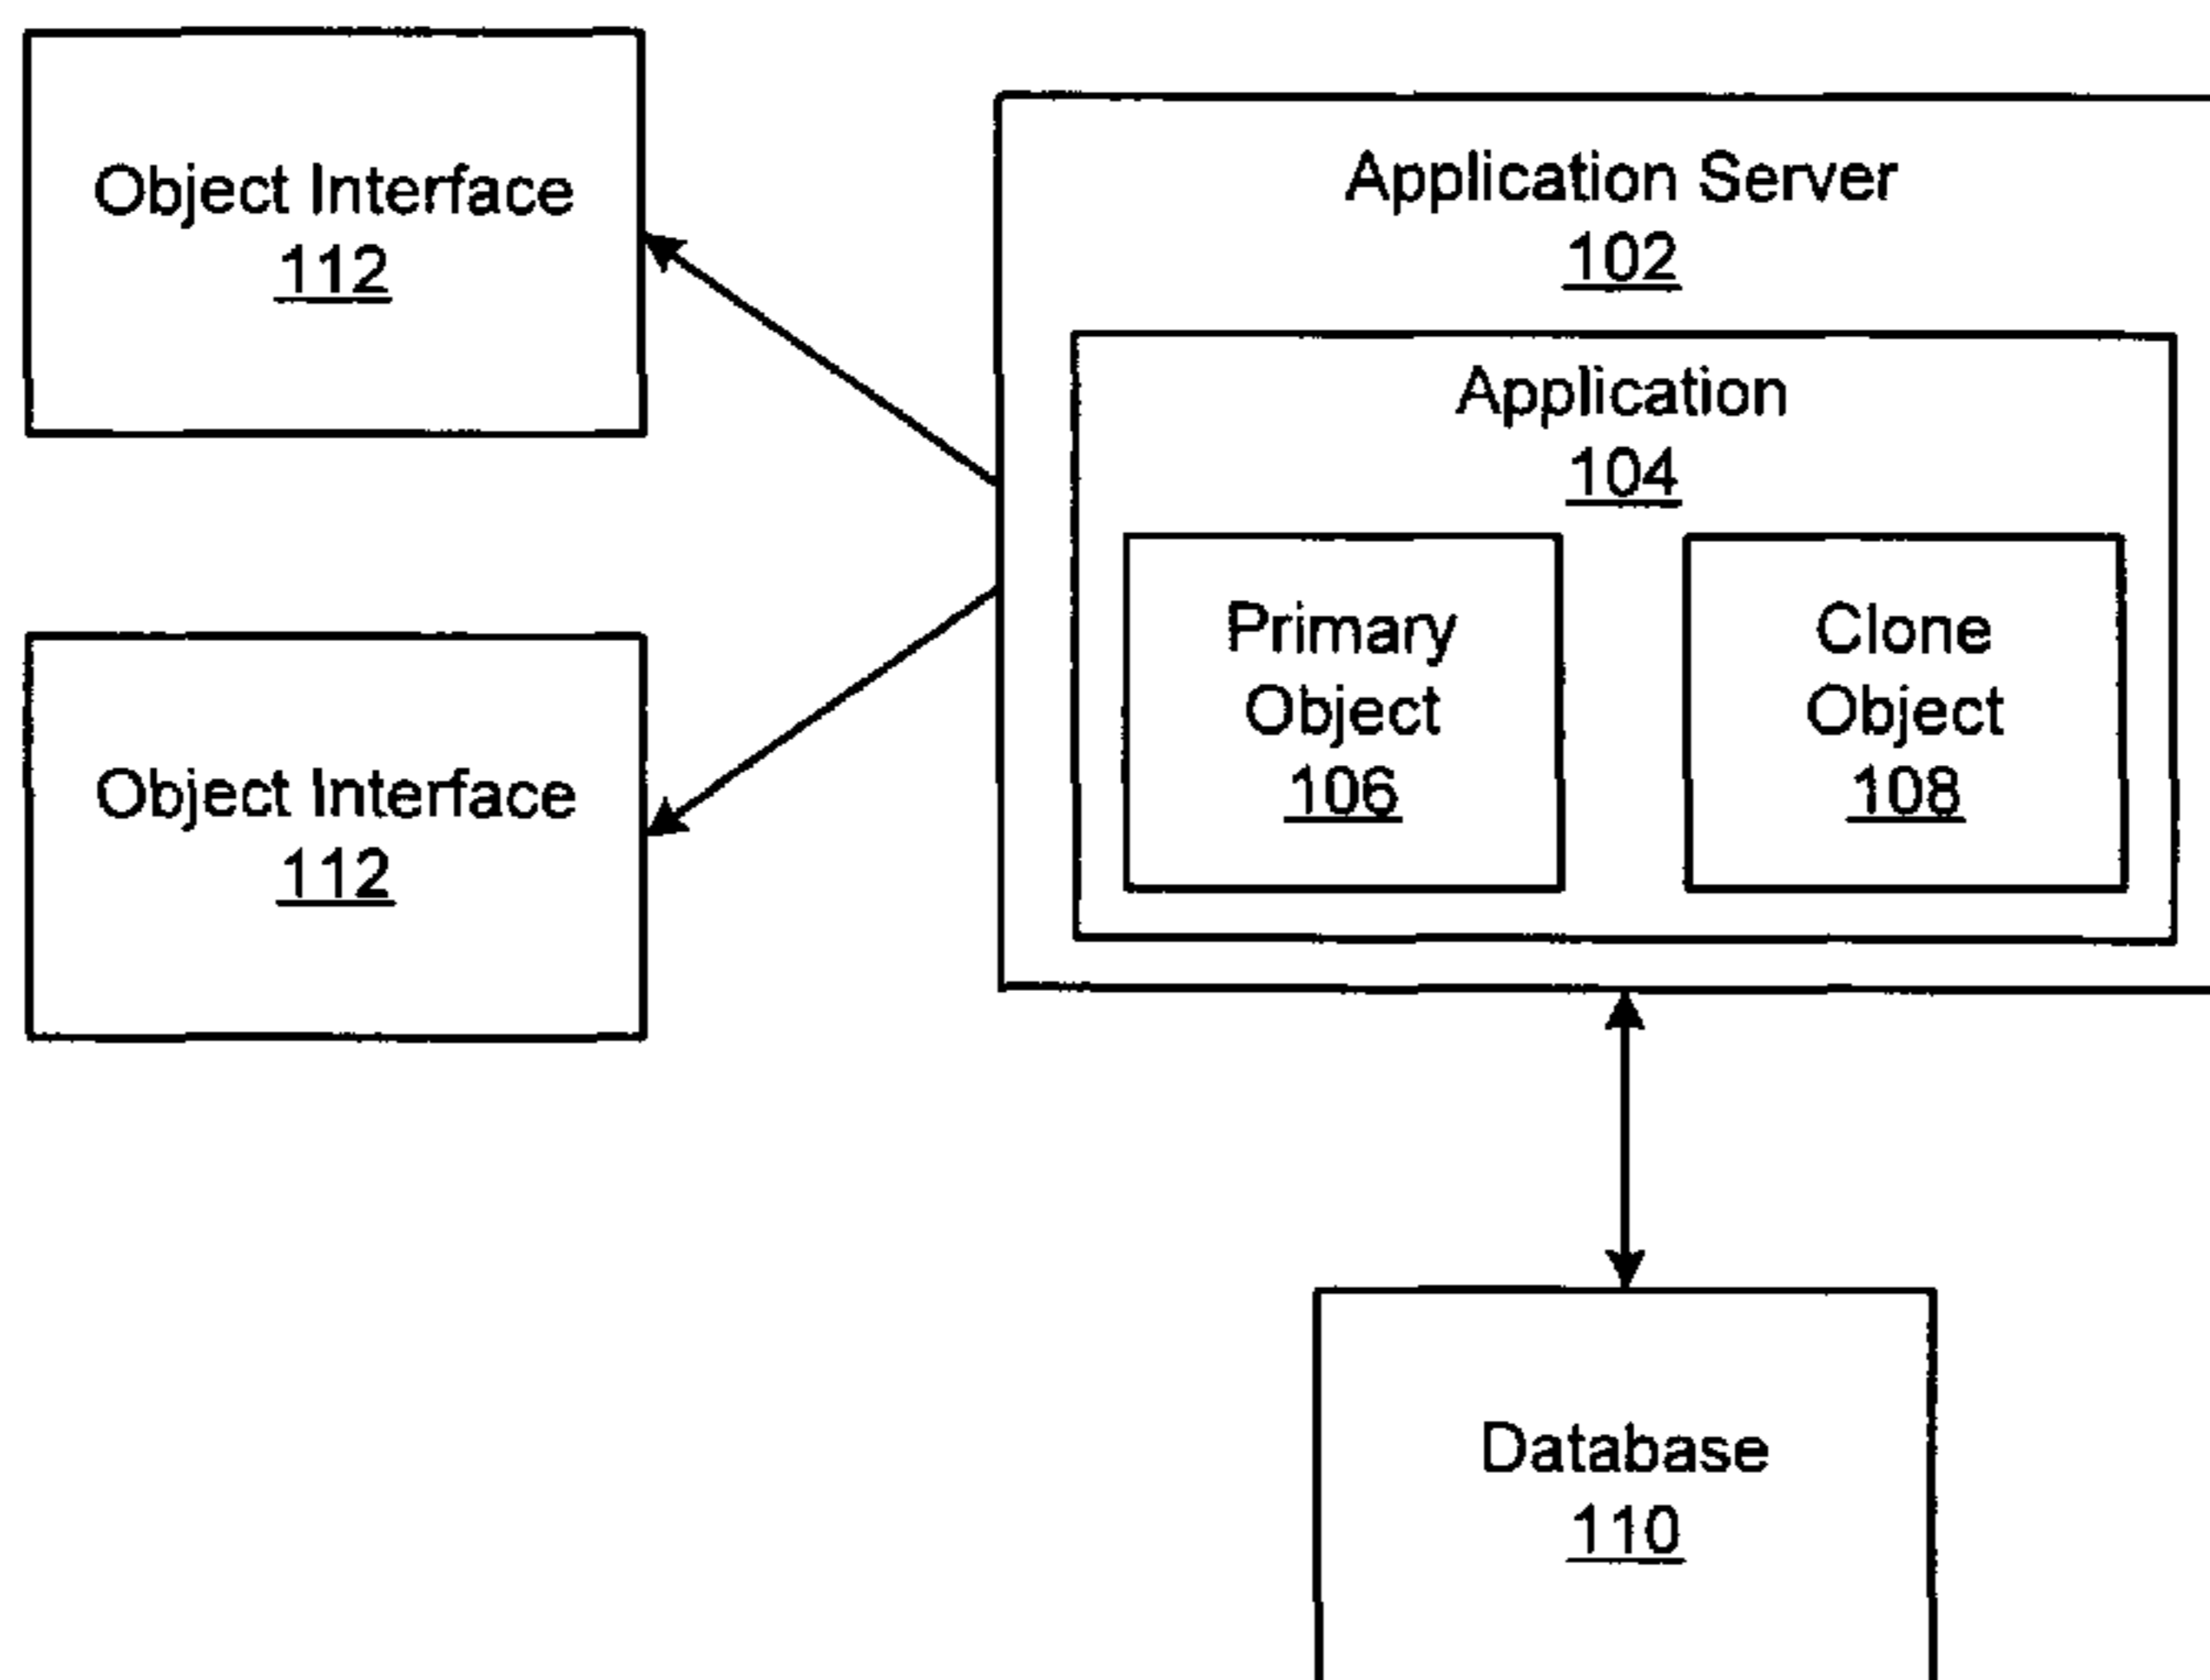 Object Interface
112
Application Server
102
Application
104
Primary
Object
106
Clone
Object
108
Object Interface
112
Database
110